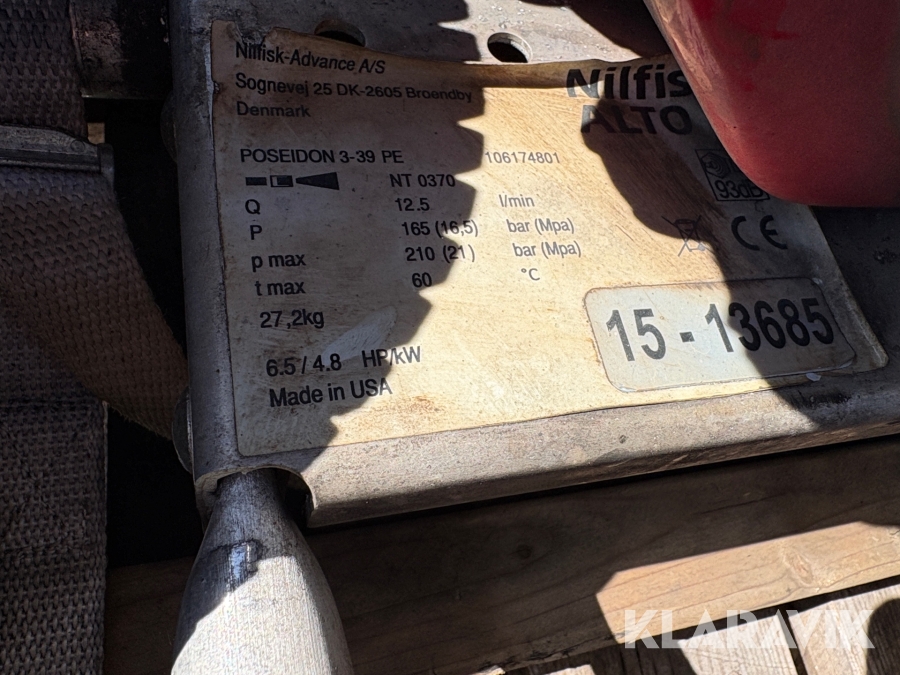 Nilfisk-Advance A/S
Sognevej 25 DK-2605 Broendby
Denmark
Nilfis
ALTO
POSEIDON 3-39 PE 106174801
NT 0370
93dB
Q 12.5 l/min
P 165 (16,5) bar (Mpa)
p max 210 (21) bar (Mpa)
t max 60 °C
CE
27,2kg
15-13685
6.5 / 4.8 HP/kW
Made in USA
KLARAVIK